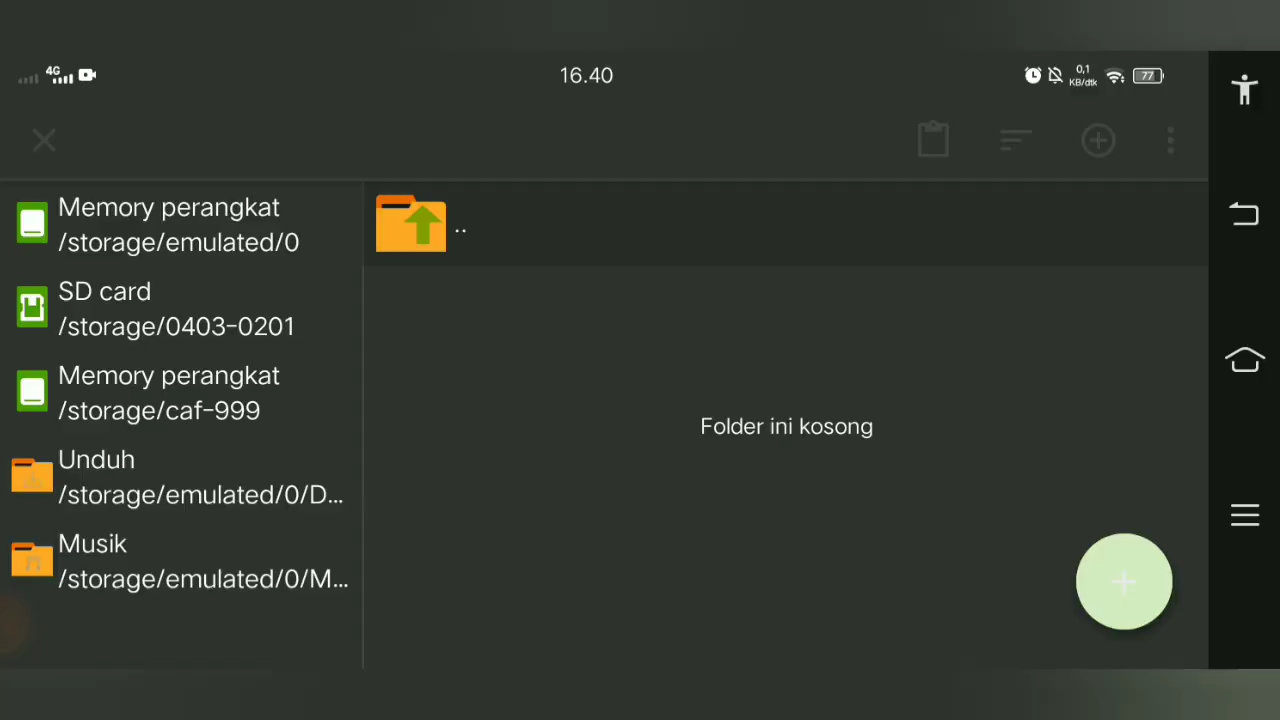 4G
16.40
0,1
KB/dtk
77
Memory perangkat
/storage/emulated/0
SD card
/storage/0403-0201
Memory perangkat
/storage/caf-999
Unduh
/storage/emulated/0/D...
Musik
/storage/emulated/0/M...
..
Folder ini kosong